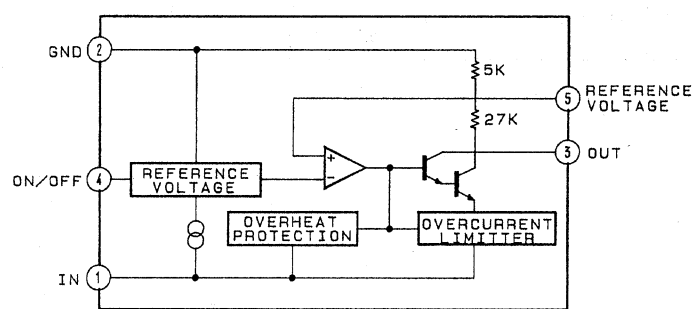 GND 2
5K
5 REFERENCE
VOLTAGE
27K
+
3 OUT
ON/OFF 4
REFERENCE
VOLTAGE
-
OVERHEAT
PROTECTION
OVERCURRENT
LIMITTER
IN 1